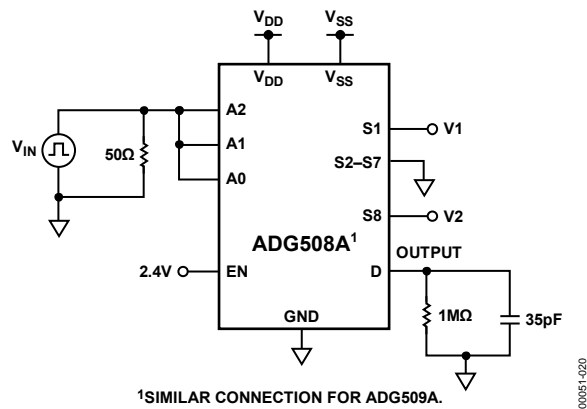 VDD
VSS
VDD
VSS
A2
A1
A0
VIN
50Ω
S1
V1
S2–S7
S8
V2
ADG508A1
OUTPUT
2.4V
EN
D
1MΩ
35pF
GND
1SIMILAR CONNECTION FOR ADG509A.
00051-020